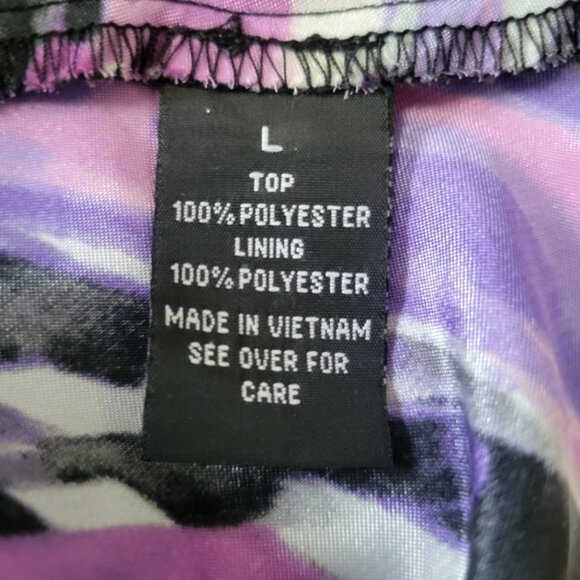 L
TOP
100% POLYESTER
LINING
100% POLYESTER
MADE IN VIETNAM
SEE OVER FOR
CARE